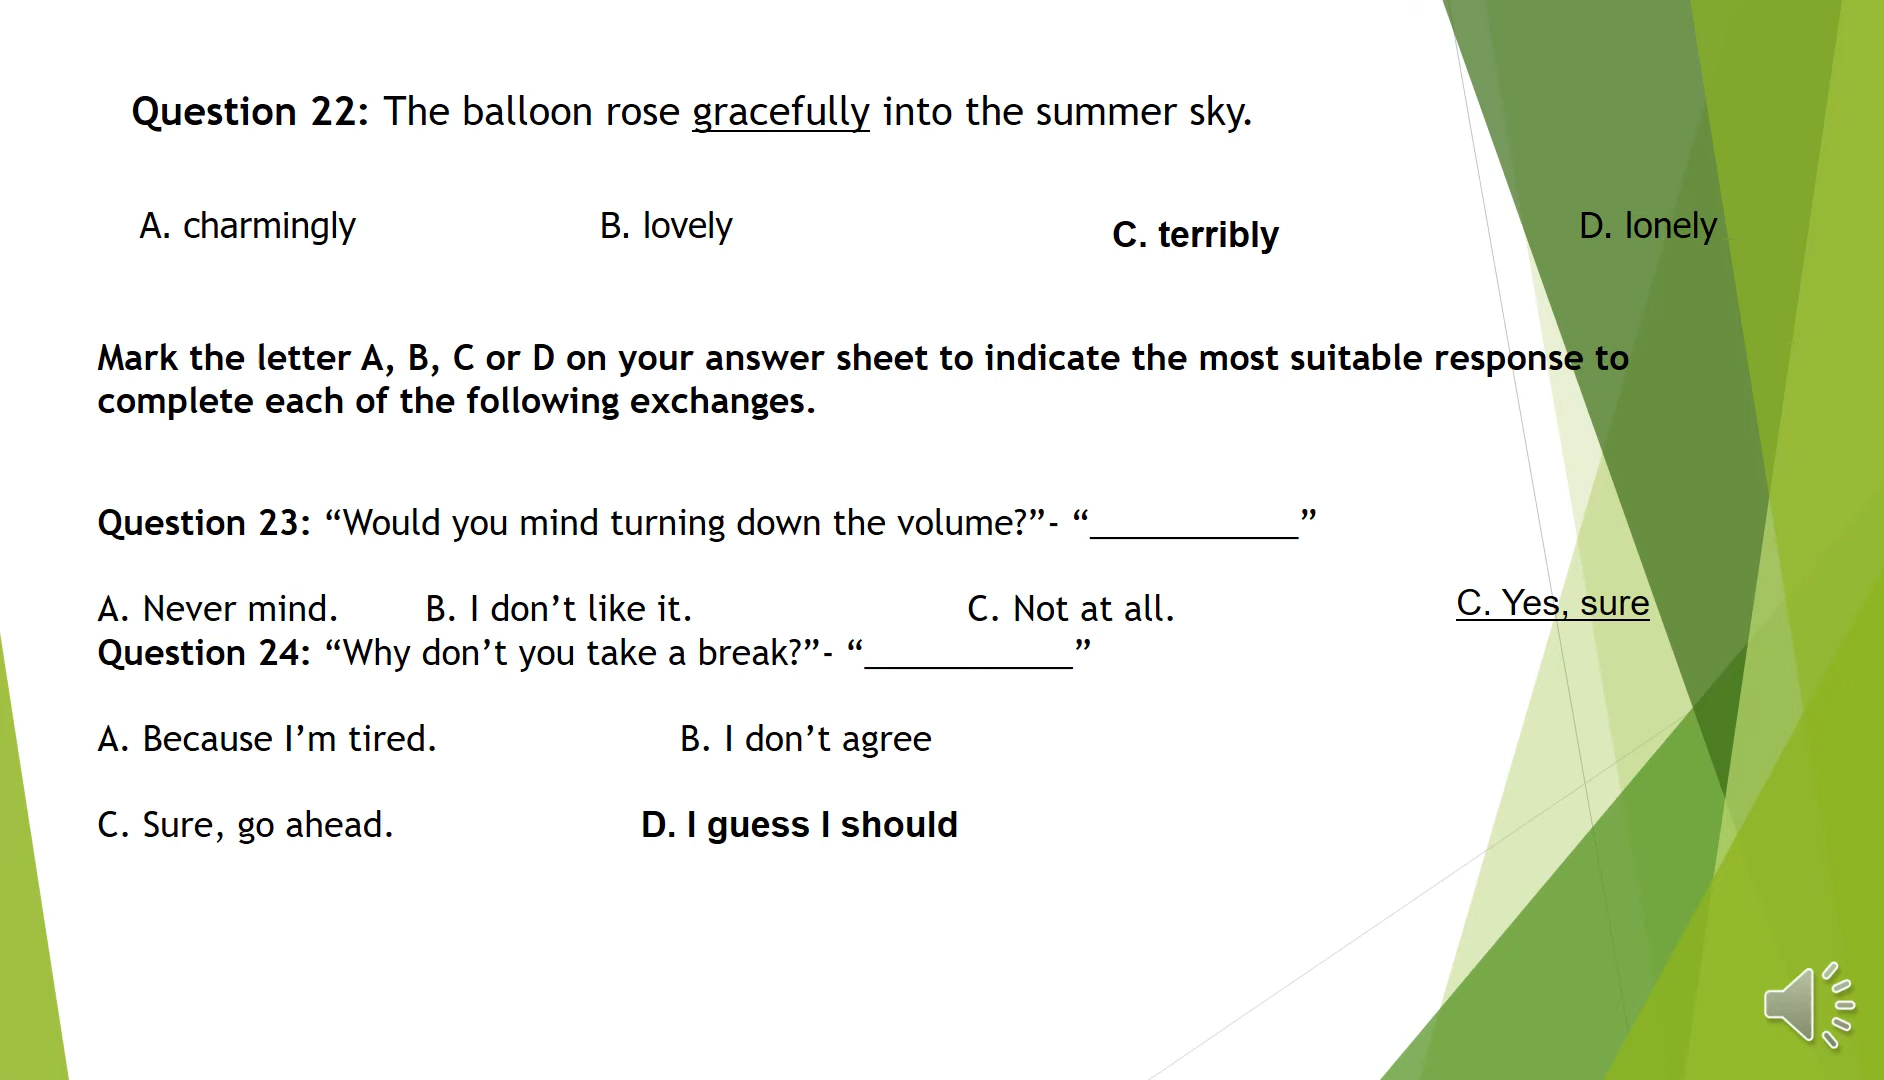 Question 22: The balloon rose gracefully into the summer sky.
A. charmingly B. lovely C. terribly D. lonely
Mark the letter A, B, C or D on your answer sheet to indicate the most suitable response to
complete each of the following exchanges.
Question 23: “Would you mind turning down the volume?”- “___________”
A. Never mind. B. I don’t like it. C. Not at all. C. Yes, sure
Question 24: “Why don’t you take a break?”- “___________”
A. Because I’m tired. B. I don’t agree
C. Sure, go ahead. D. I guess I should